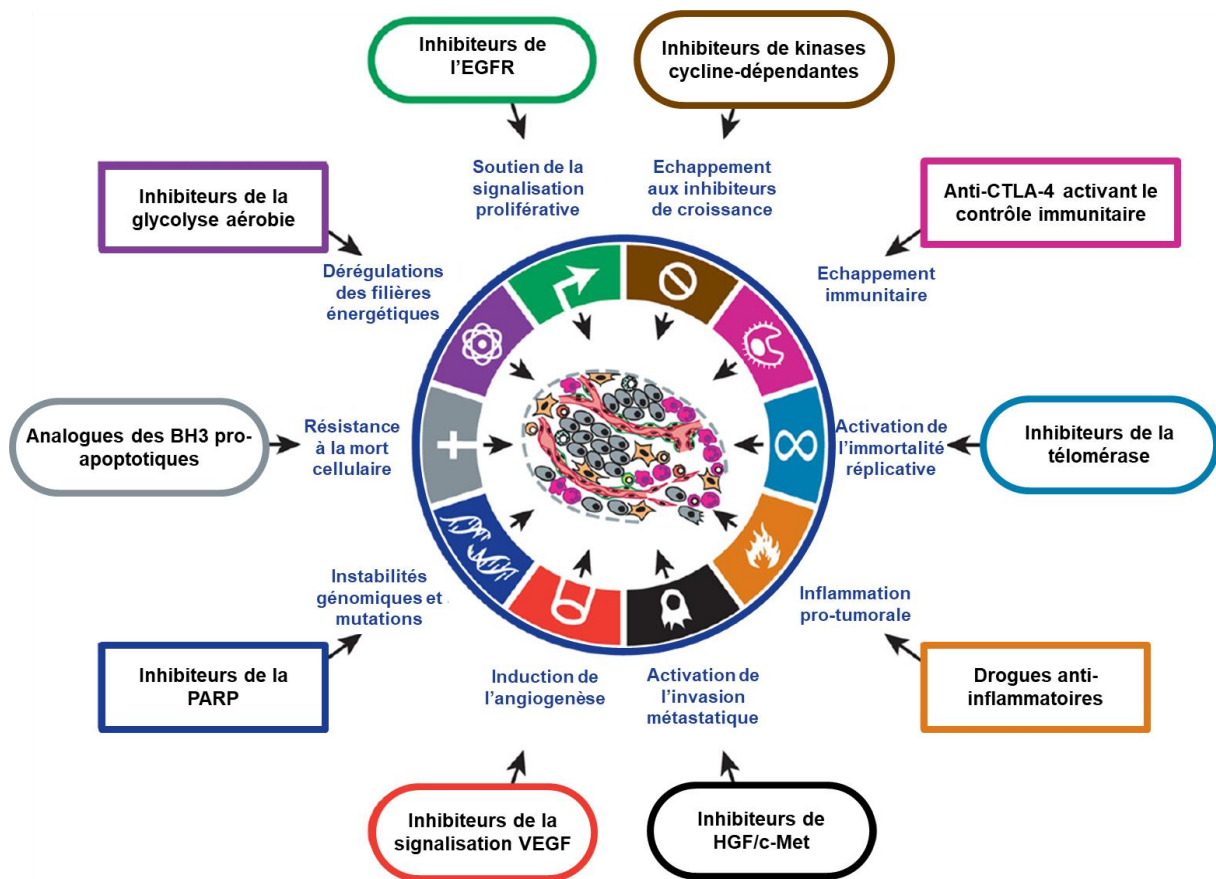 Inhibiteurs de
l'EGFR
Inhibiteurs de kinases
cycline-dépendantes
Soutien de la
signalisation
proliférative
Echappement
aux inhibiteurs
de croissance
Inhibiteurs de la
glycolyse aérobie
Anti-CTLA-4 activant le
contrôle immunitaire
Dérégulations
des filières
énergétiques
Echappement
immunitaire
Analogues des BH3 pro-
apoptotiques
Résistance
à la mort
cellulaire
Activation de
l'immortalité
réplicative
Inhibiteurs de la
télomérase
Instabilités
génomiques et
mutations
Inflammation
pro-tumorale
Inhibiteurs de la
PARP
Induction de
l'angiogenèse
Activation de
l'invasion
métastatique
Drogues anti-
inflammatoires
Inhibiteurs de la
signalisation VEGF
Inhibiteurs de
HGF/c-Met